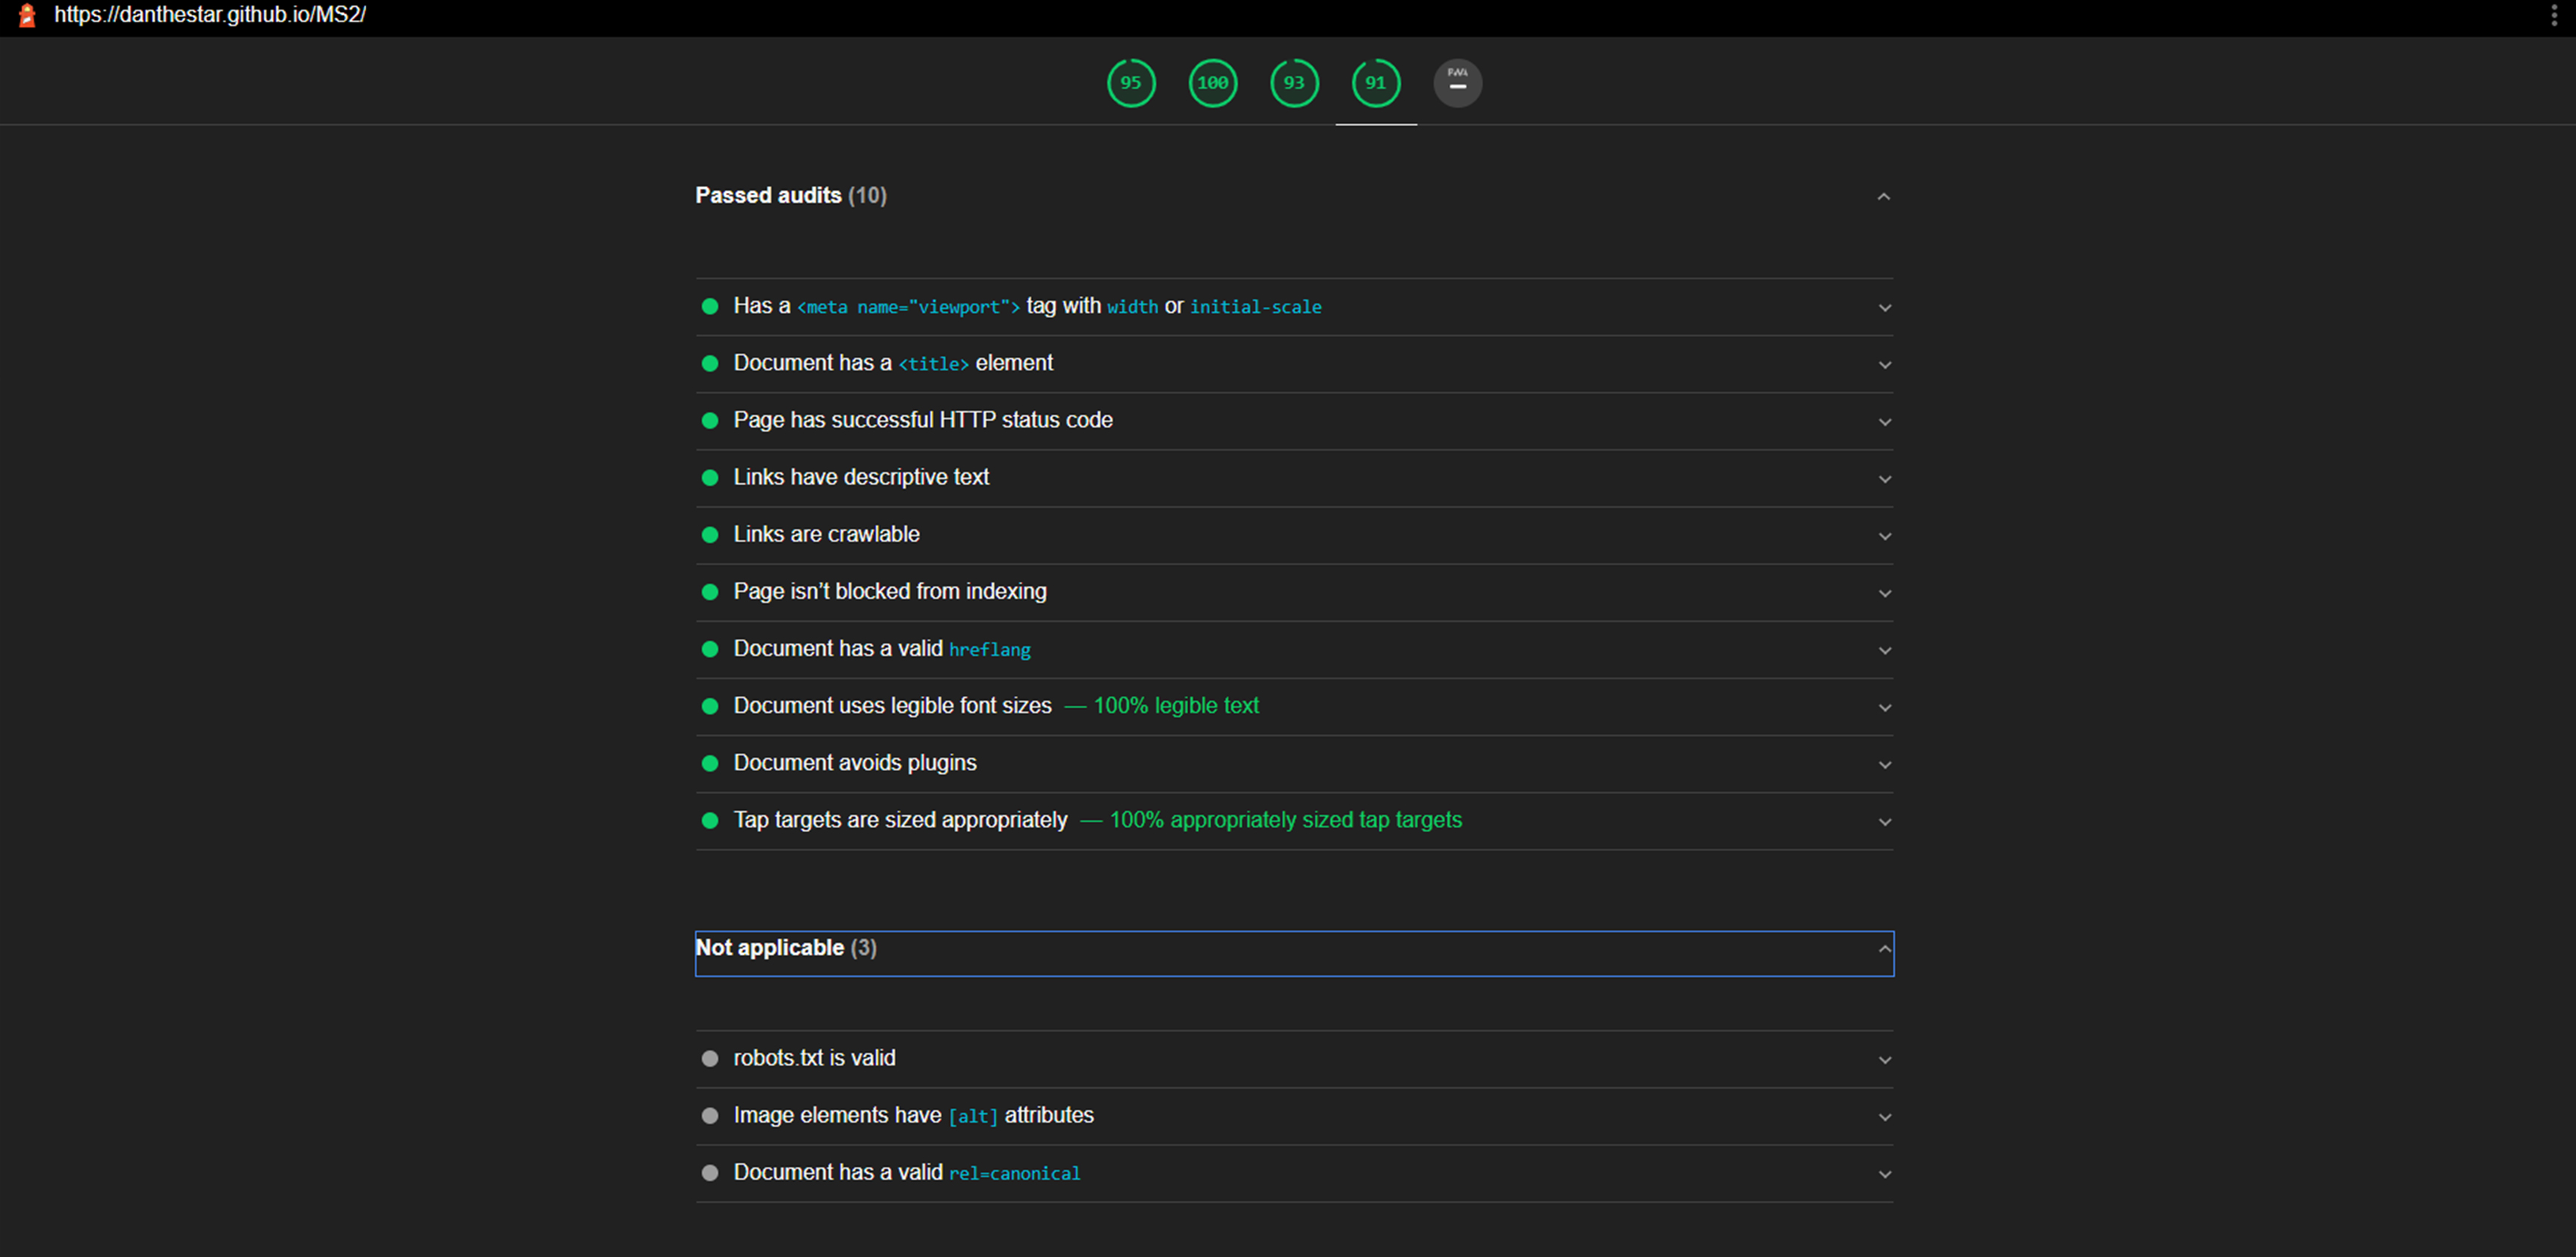 https://danthestar.github.io/MS2/
95 100 93 91 PWA
Passed audits (10)
Has a <meta name="viewport"> tag with width or initial-scale
Document has a <title> element
Page has successful HTTP status code
Links have descriptive text
Links are crawlable
Page isn’t blocked from indexing
Document has a valid hreflang
Document uses legible font sizes — 100% legible text
Document avoids plugins
Tap targets are sized appropriately — 100% appropriately sized tap targets
Not applicable (3)
robots.txt is valid
Image elements have [alt] attributes
Document has a valid rel=canonical